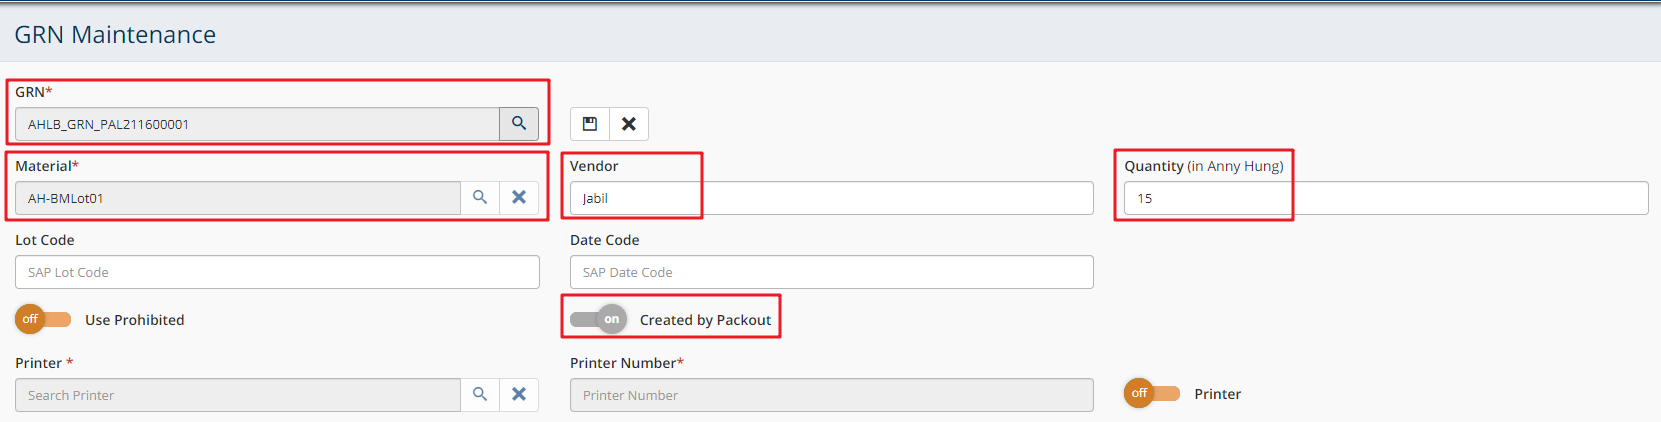 GRN Maintenance
GRN*
AHLB_GRN_PAL211600001
Material*
Vendor
Quantity (in Anny Hung)
AH-BMLot01
Jabil
15
Lot Code
Date Code
SAP Lot Code
SAP Date Code
off
Use Prohibited
on
Created by Packout
Printer *
Printer Number*
Search Printer
Printer Number
off
Printer